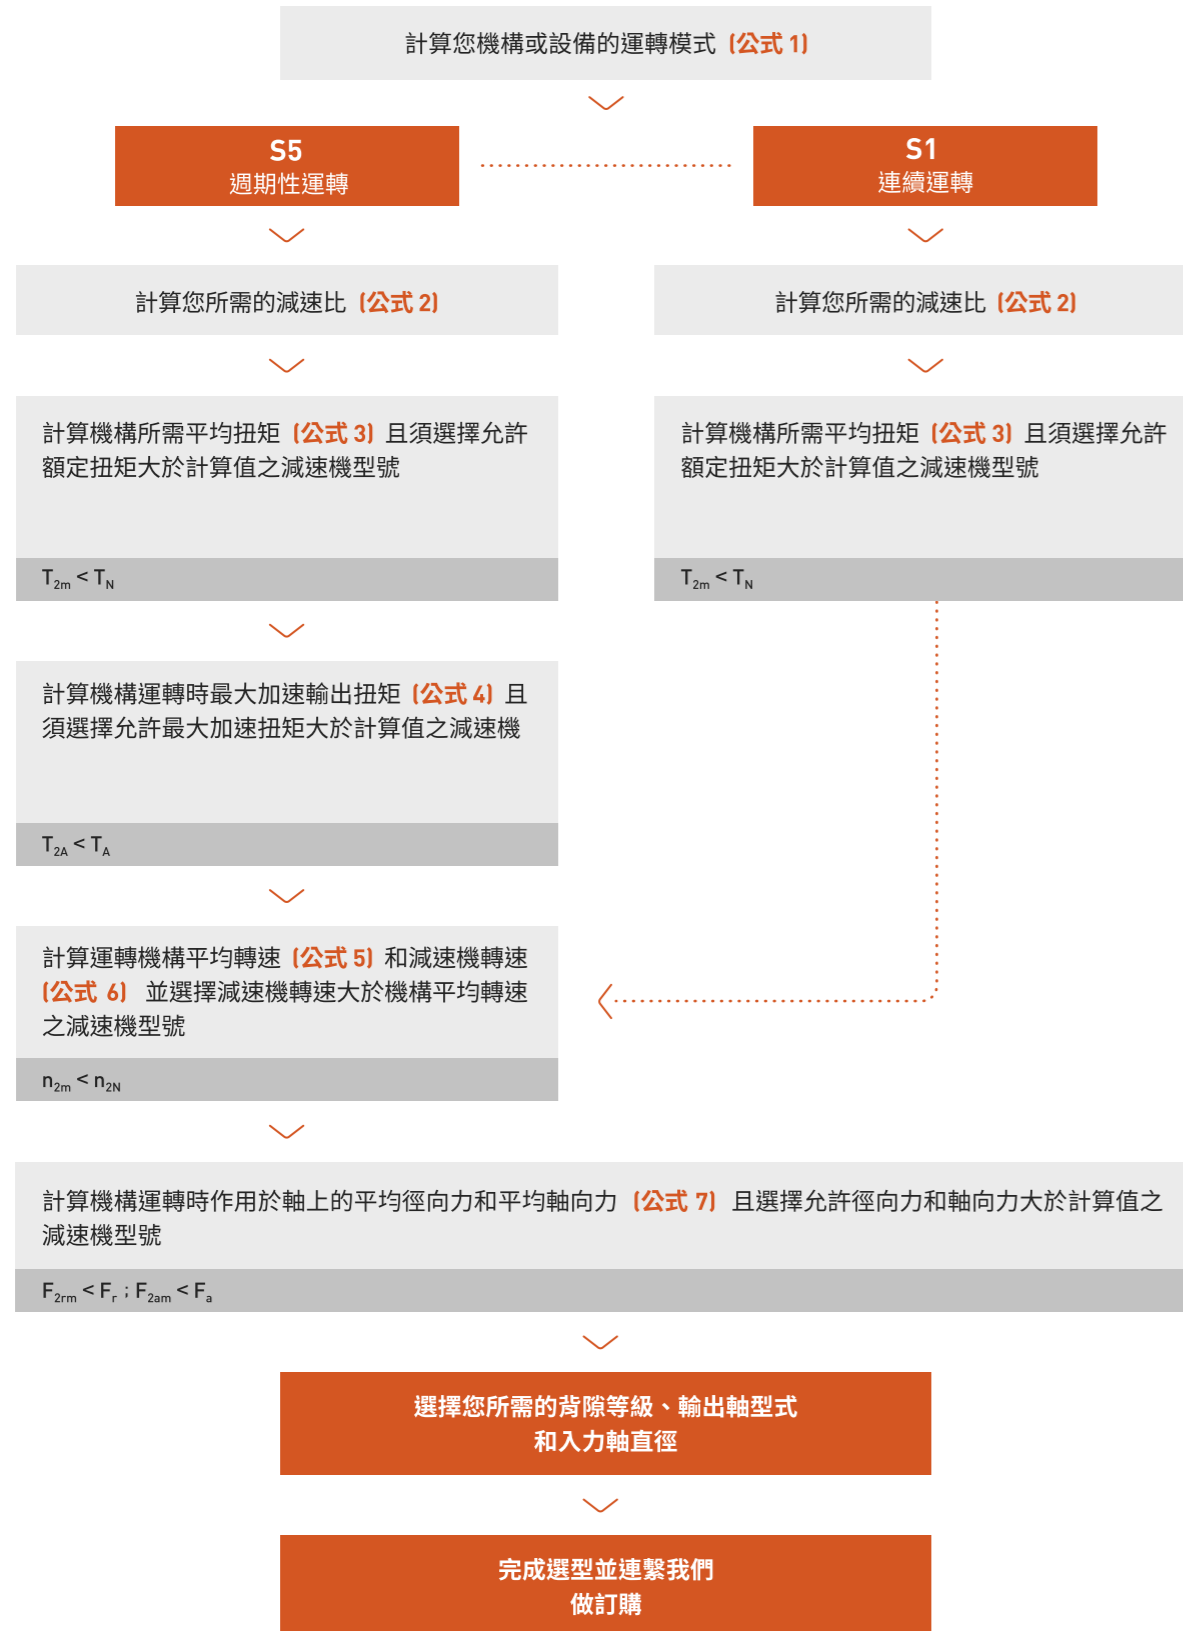 計算您機構或設備的運轉模式 (公式 1)
S5
週期性運轉
S1
連續運轉
計算您所需的減速比 (公式 2)
計算您所需的減速比 (公式 2)
計算機構所需平均扭矩 (公式 3) 且須選擇允許
額定扭矩大於計算值之減速機型號
T2m < TN
計算機構所需平均扭矩 (公式 3) 且須選擇允許
額定扭矩大於計算值之減速機型號
T2m < TN
計算機構運轉時最大加速輸出扭矩 (公式 4) 且
須選擇允許最大加速扭矩大於計算值之減速機
T2A < TA
計算運轉機構平均轉速 (公式 5) 和減速機轉速
(公式 6) 並選擇減速機轉速大於機構平均轉速
之減速機型號
n2m < n2N
計算機構運轉時作用於軸上的平均徑向力和平均軸向力 (公式 7) 且選擇允許徑向力和軸向力大於計算值之
減速機型號
F2rm < Fr ; F2am < Fa
選擇您所需的背隙等級、輸出軸型式
和入力軸直徑
完成選型並連繫我們
做訂購